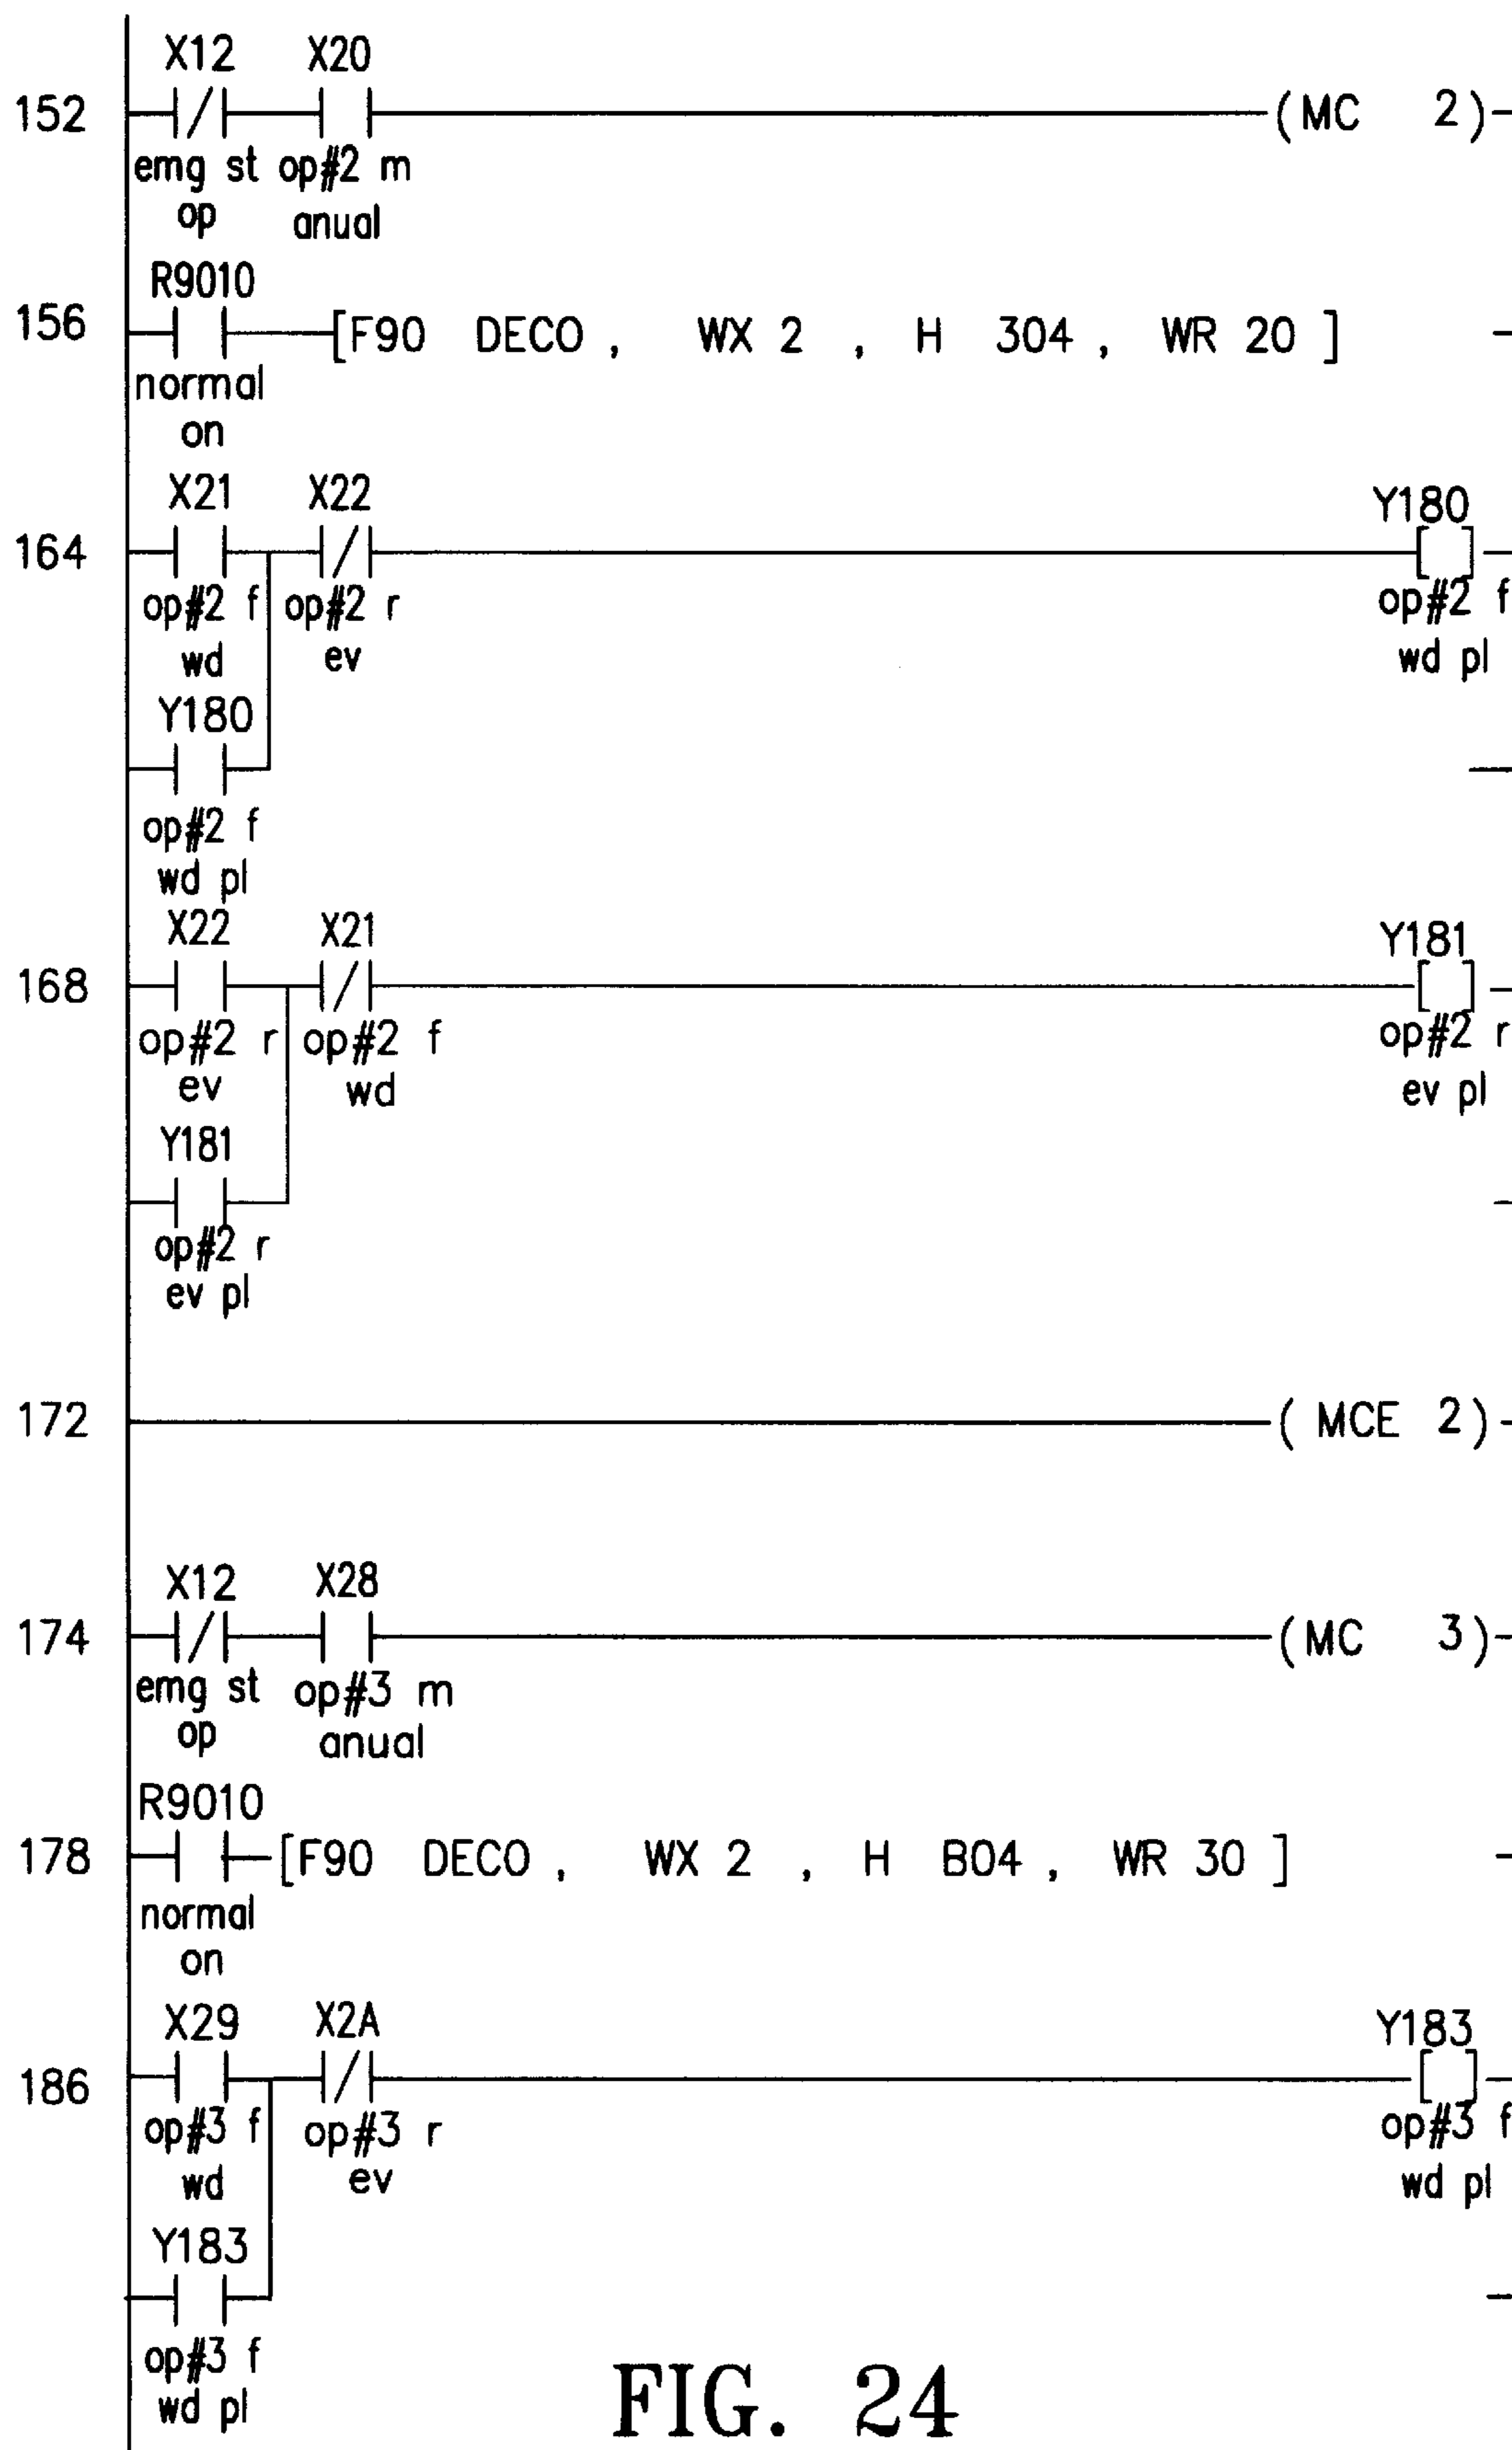 X12 X20
152 (MC 2)
emg st op#2 m
op anual
R9010
156 [F90 DECO , WX 2 , H 304 , WR 20 ]
normal
on
X21 X22 Y180
164 [ ]
op#2 f op#2 r op#2 f
wd ev wd pl
Y180
op#2 f
wd pl
X22 X21 Y181
168 [ ]
op#2 r op#2 f op#2 r
ev wd ev pl
Y181
op#2 r
ev pl
172 ( MCE 2)
X12 X28
174 (MC 3)
emg st op#3 m
op anual
R9010
178 [F90 DECO , WX 2 , H B04 , WR 30 ]
normal
on
X29 X2A Y183
186 [ ]
op#3 f op#3 r op#3 f
wd ev wd pl
Y183
op#3 f
wd pl
FIG. 24